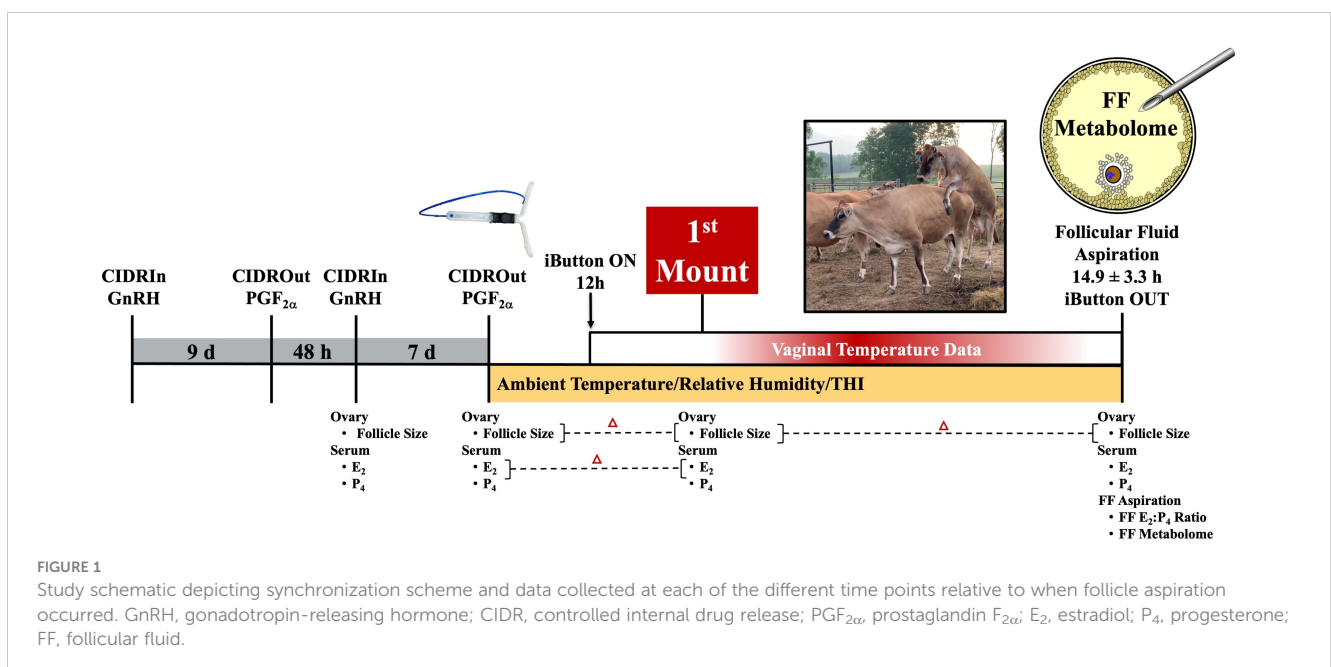 FF
Metabolome
Follicular Fluid
Aspiration
14.9 ± 3.3 h
iButton OUT
1st
Mount
iButton ON
12h
CIDRIn
GnRH
CIDROut
PGF2α
CIDRIn
GnRH
CIDROut
PGF2α
9 d
48 h
7 d
Vaginal Temperature Data
Ambient Temperature/Relative Humidity/THI
Ovary
• Follicle Size
Serum
• E2
• P4
Ovary
• Follicle Size
Serum
• E2
• P4
Δ
Δ
Ovary
• Follicle Size
Serum
• E2
• P4
Δ
Ovary
• Follicle Size
Serum
• E2
• P4
FF Aspiration
• FF E2:P4 Ratio
• FF Metabolome
FIGURE 1
Study schematic depicting synchronization scheme and data collected at each of the different time points relative to when follicle aspiration
occurred. GnRH, gonadotropin-releasing hormone; CIDR, controlled internal drug release; PGF2α, prostaglandin F2α; E2, estradiol; P4, progesterone;
FF, follicular fluid.